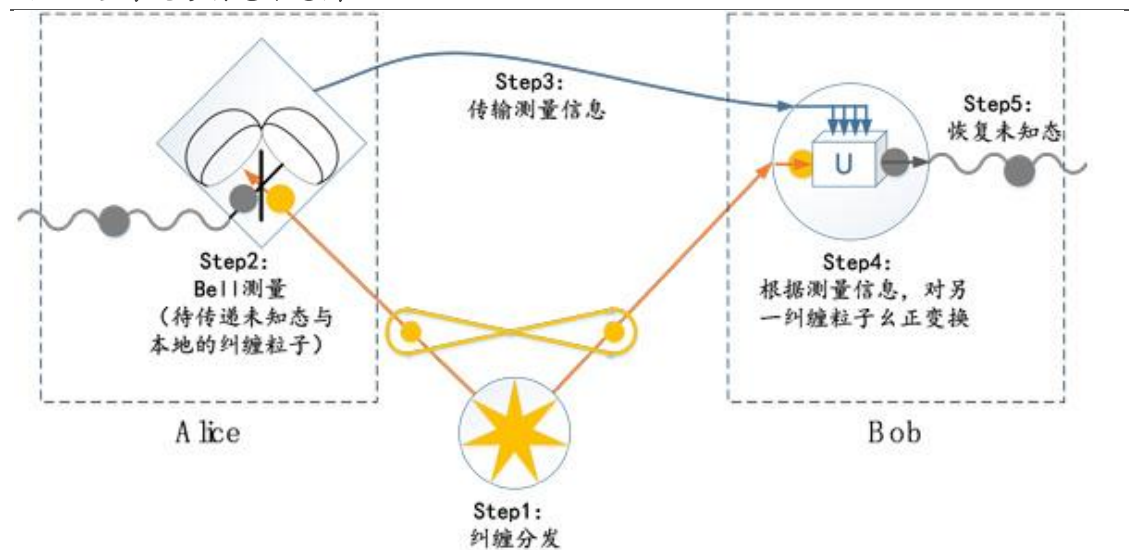 Step3：
传输测量信息
Step5：
恢复未知态
U
Step2：
Bell测量
（待传递未知态与
本地的纠缠粒子）
Step4：
根据测量信息，对另
一纠缠粒子幺正变换
Alice
Bob
Step1：
纠缠分发